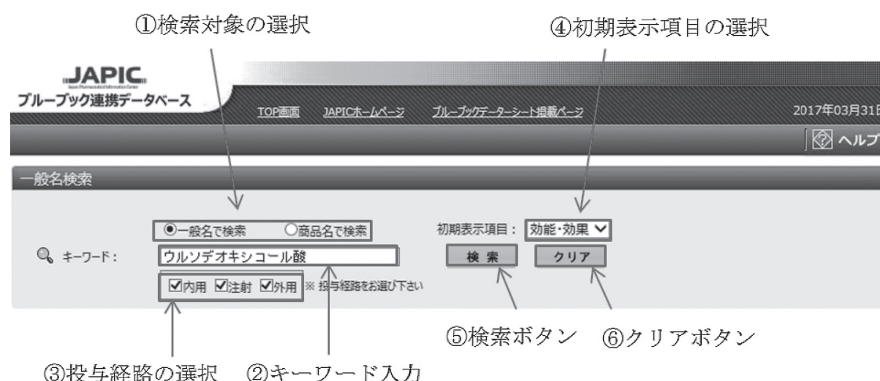 ①検索対象の選択
④初期表示項目の選択
JAPIC
ブルーブック連携データベース
TOP画面 JAPICホームページ ブルーブックデーターシート掲載ページ
2017年03月31日
ヘルプ
一般名検索
一般名で検索 商品名で検索
初期表示項目： 効能・効果
キーワード： ウルソデオキシコール酸
検 索 クリア
内用 注射 外用 ※ 投与経路をお選び下さい
⑤検索ボタン ⑥クリアボタン
③投与経路の選択 ②キーワード入力